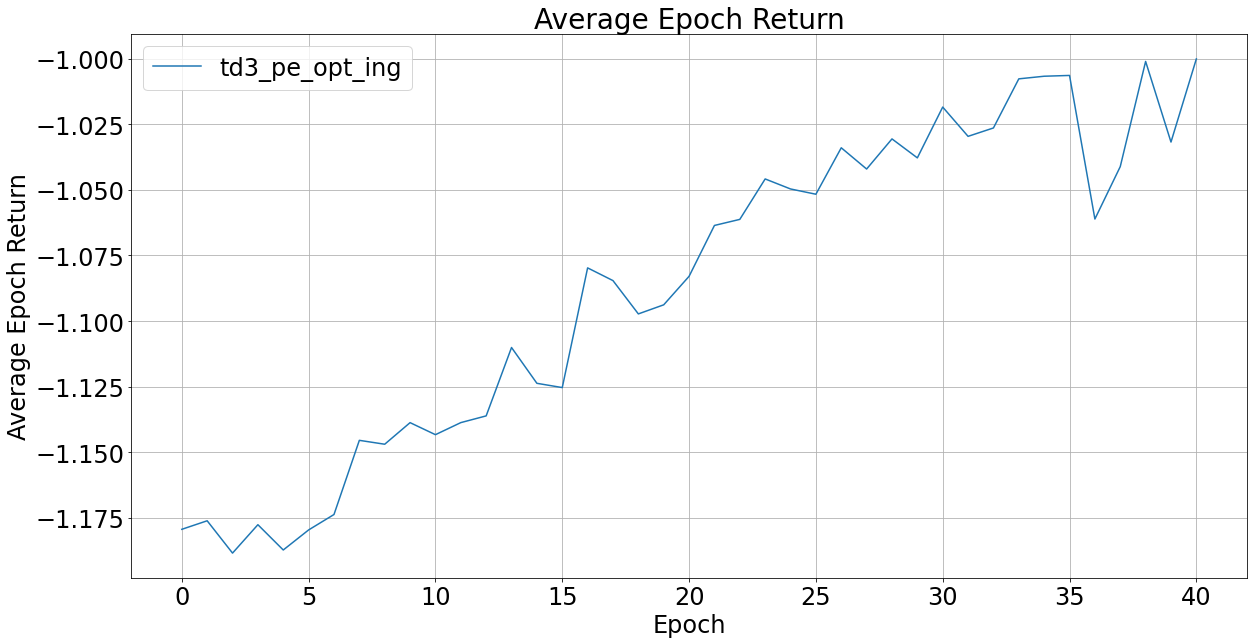 Average Epoch Return
td3_pe_opt_ing
Average Epoch Return
−1.000
−1.025
−1.050
−1.075
−1.100
−1.125
−1.150
−1.175
0 5 10 15 20 25 30 35 40
Epoch